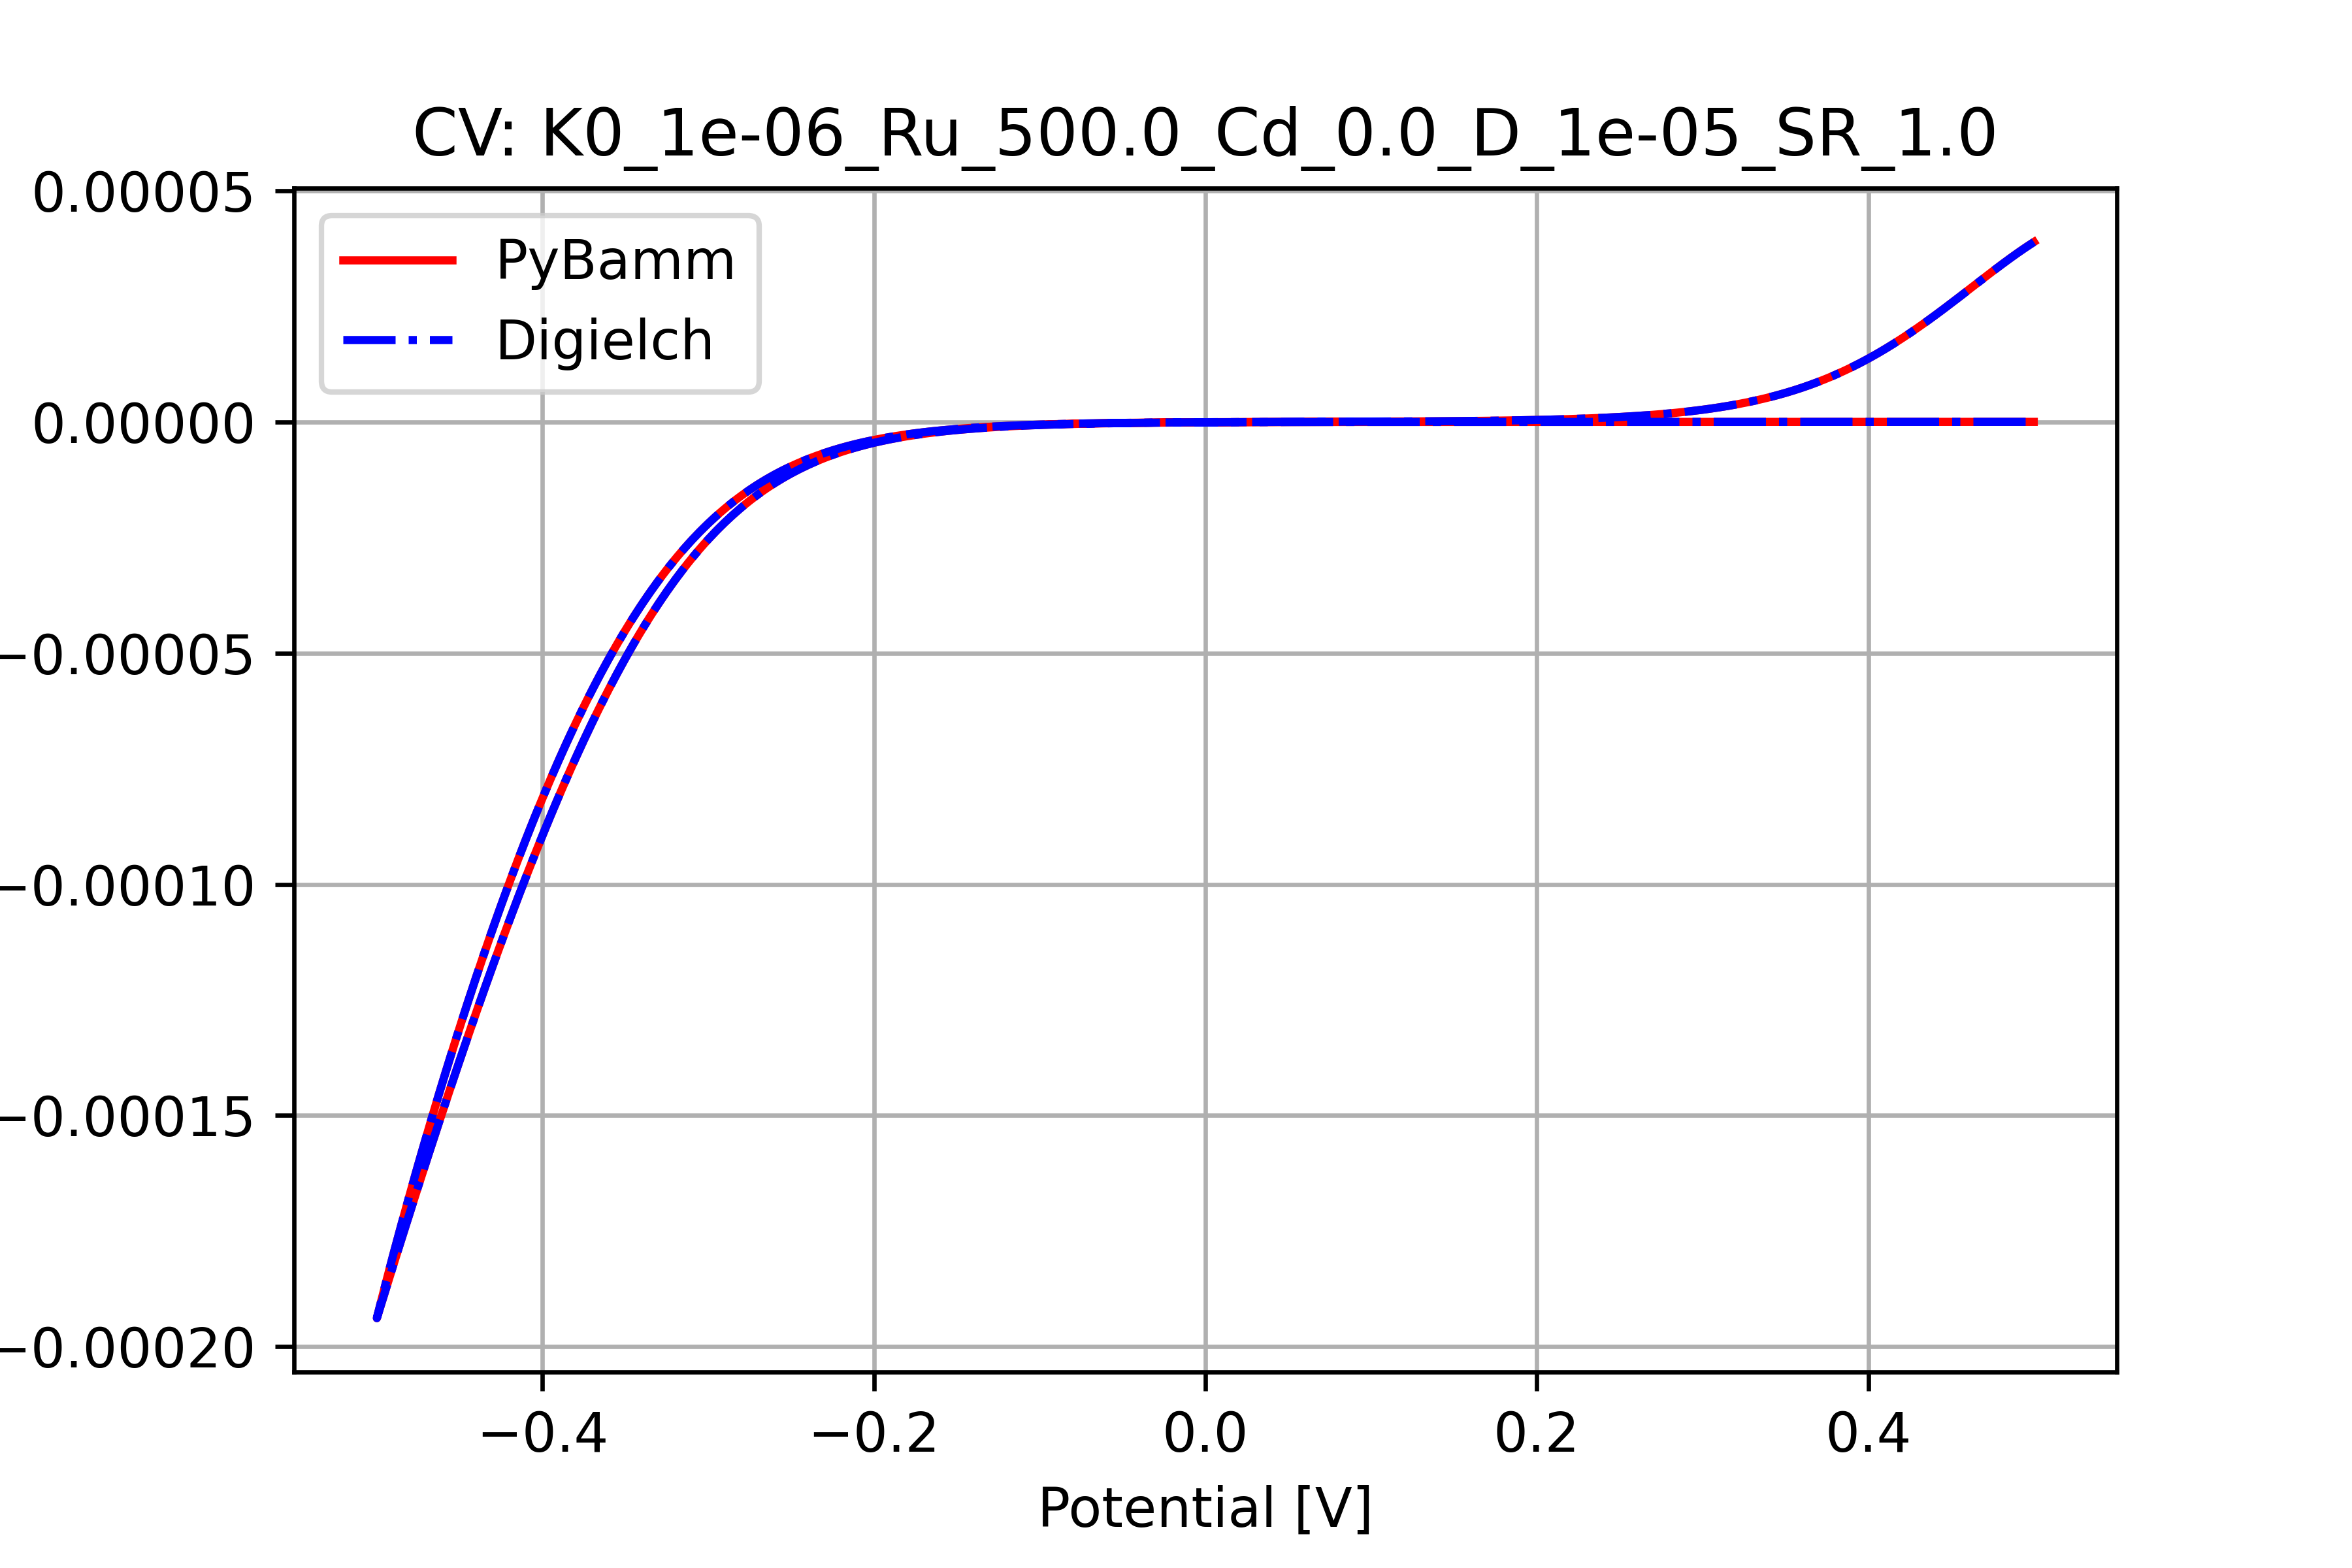 CV: K0_1e-06_Ru_500.0_Cd_0.0_D_1e-05_SR_1.0
0.00005
PyBamm
Digielch
0.00000
−0.00005
−0.00010
−0.00015
−0.00020
−0.4 −0.2 0.0 0.2 0.4
Potential [V]